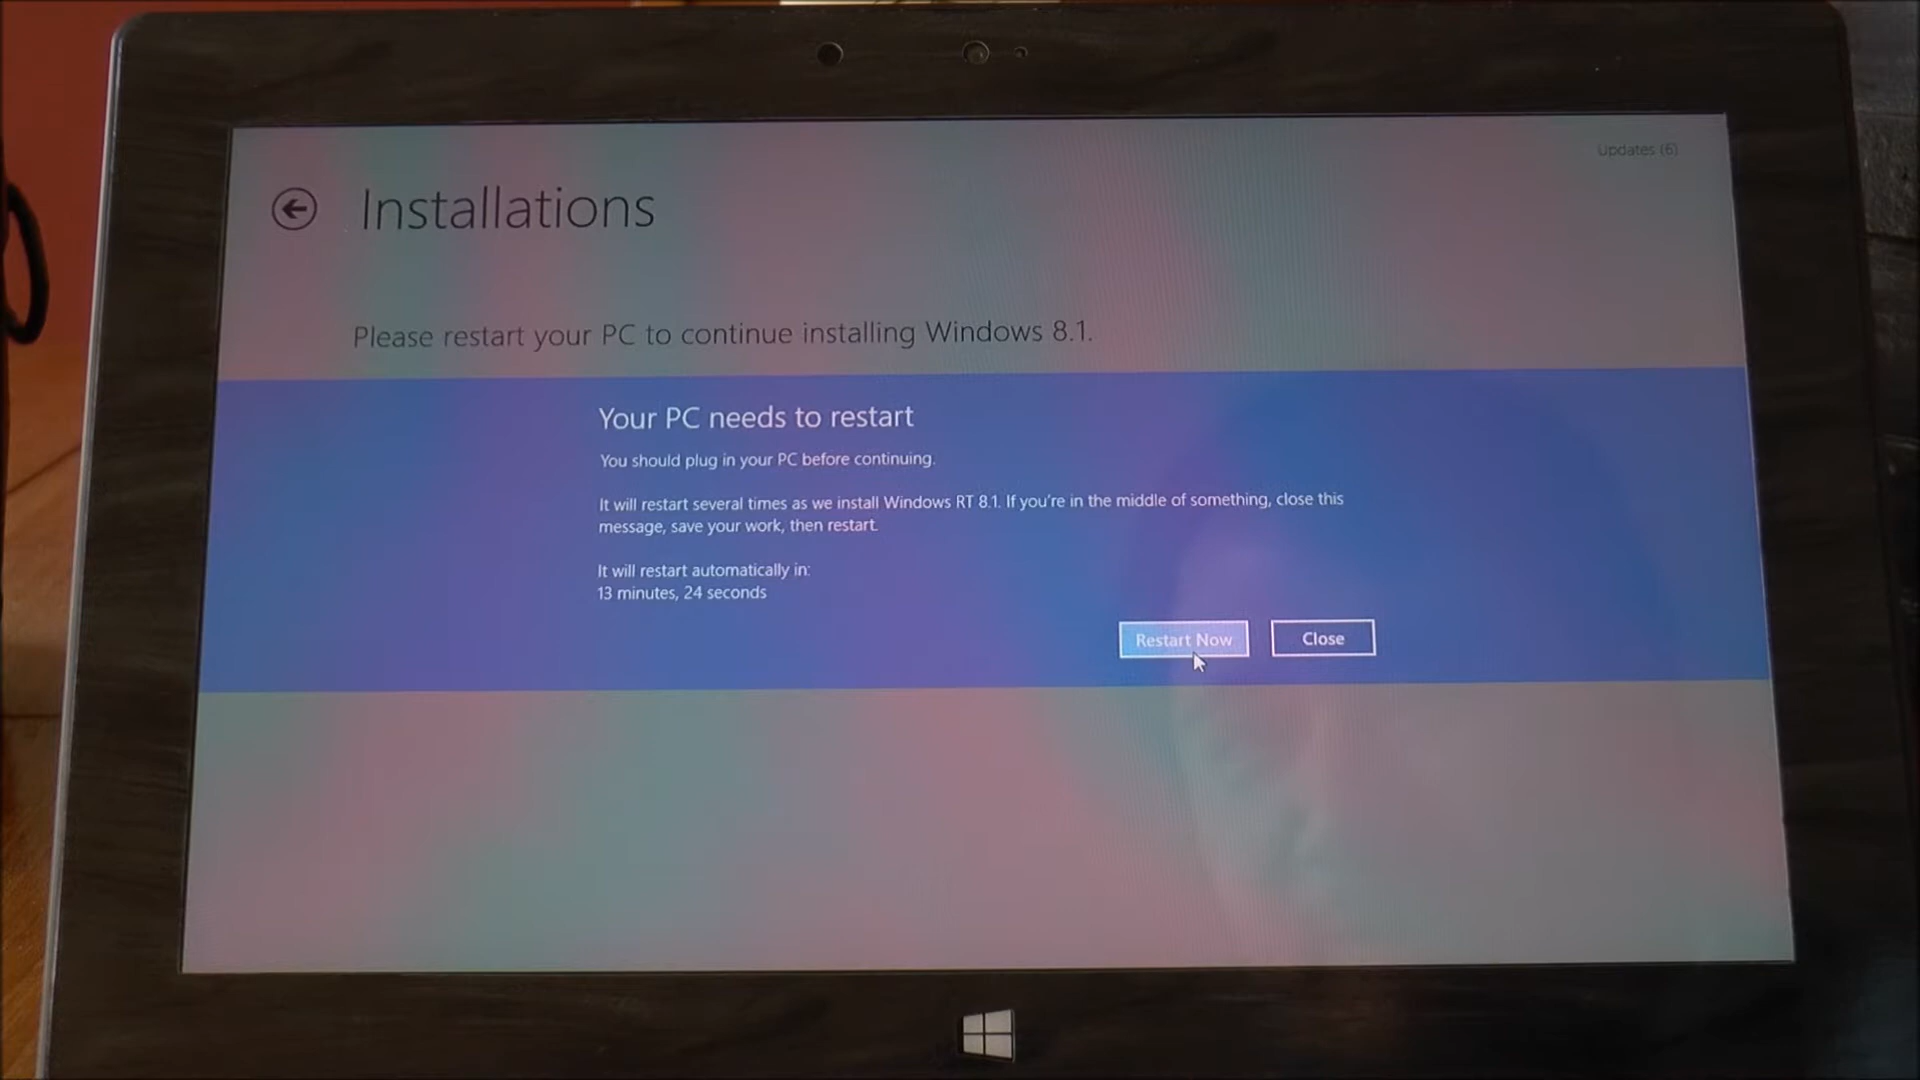 Updates (6)
Installations
Please restart your PC to continue installing Windows 8.1.
Your PC needs to restart
You should plug in your PC before continuing.
It will restart several times as we install Windows RT 8.1. If you're in the middle of something, close this
message, save your work, then restart.
It will restart automatically in:
13 minutes, 24 seconds
Restart Now
Close